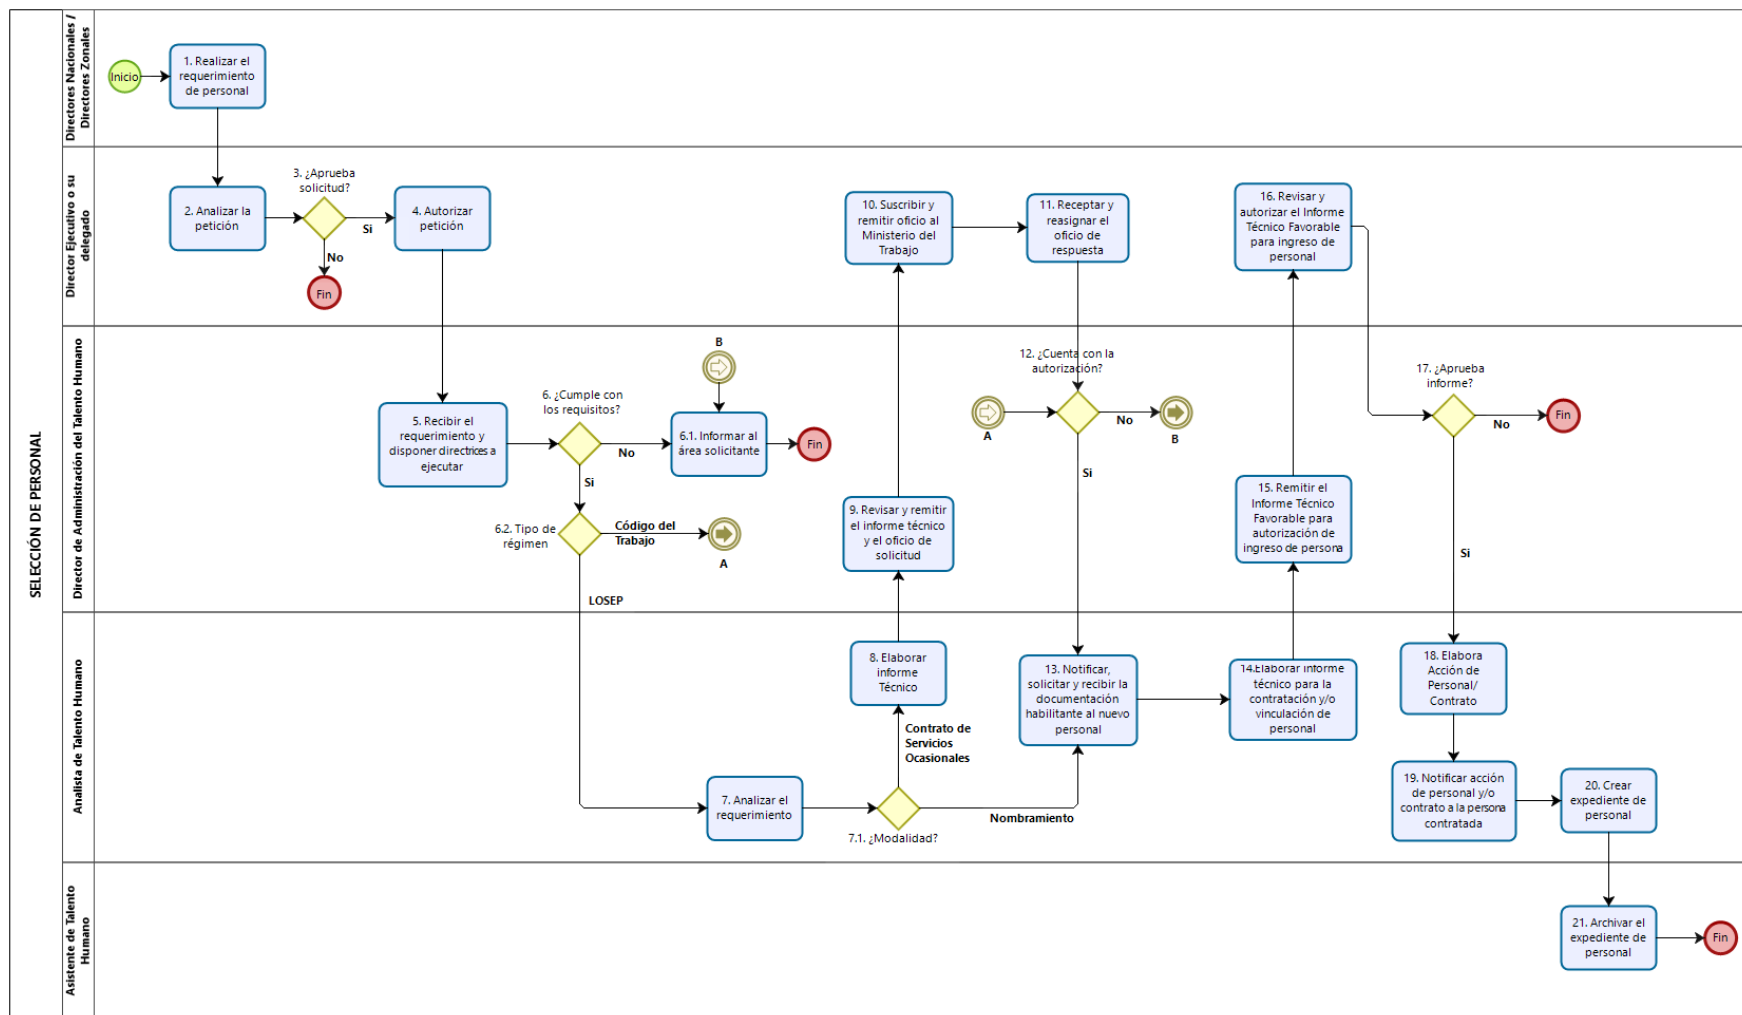 SELECCIÓN DE PERSONAL
Directores Nacionales /
Directores Zonales
Inicio
1. Realizar el
requerimiento
de personal
Director Ejecutivo o su
delegado
2. Analizar la
petición
3. ¿Aprueba
solicitud?
Si
No
Fin
4. Autorizar
petición
10. Suscribir y
remitir oficio al
Ministerio del
Trabajo
11. Receptar y
reasignar el
oficio de
respuesta
16. Revisar y
autorizar el Informe
Técnico Favorable
para ingreso de
personal
Director de Administración del Talento Humano
5. Recibir el
requerimiento y
disponer directrices a
ejecutar
6. ¿Cumple con
los requisitos?
No
Si
B
6.1. Informar al
área solicitante
Fin
6.2. Tipo de
régimen
Código del
Trabajo
A
LOSEP
9. Revisar y remitir
el informe técnico
y el oficio de
solicitud
12. ¿Cuenta con la
autorización?
A
No
B
Si
15. Remitir el
Informe Técnico
Favorable para
autorización de
ingreso de persona
17. ¿Aprueba
informe?
No
Fin
Si
Analista de Talento Humano
7. Analizar el
requerimiento
7.1. ¿Modalidad?
Contrato de
Servicios
Ocasionales
Nombramiento
8. Elaborar
informe
Técnico
13. Notificar,
solicitar y recibir la
documentación
habilitante al nuevo
personal
14.Elaborar informe
técnico para la
contratación y/o
vinculación de
personal
18. Elabora
Acción de
Personal/
Contrato
19. Notificar acción
de personal y/o
contrato a la persona
contratada
20. Crear
expediente de
personal
Asistente de Talento
Humano
21. Archivar el
expediente de
personal
Fin